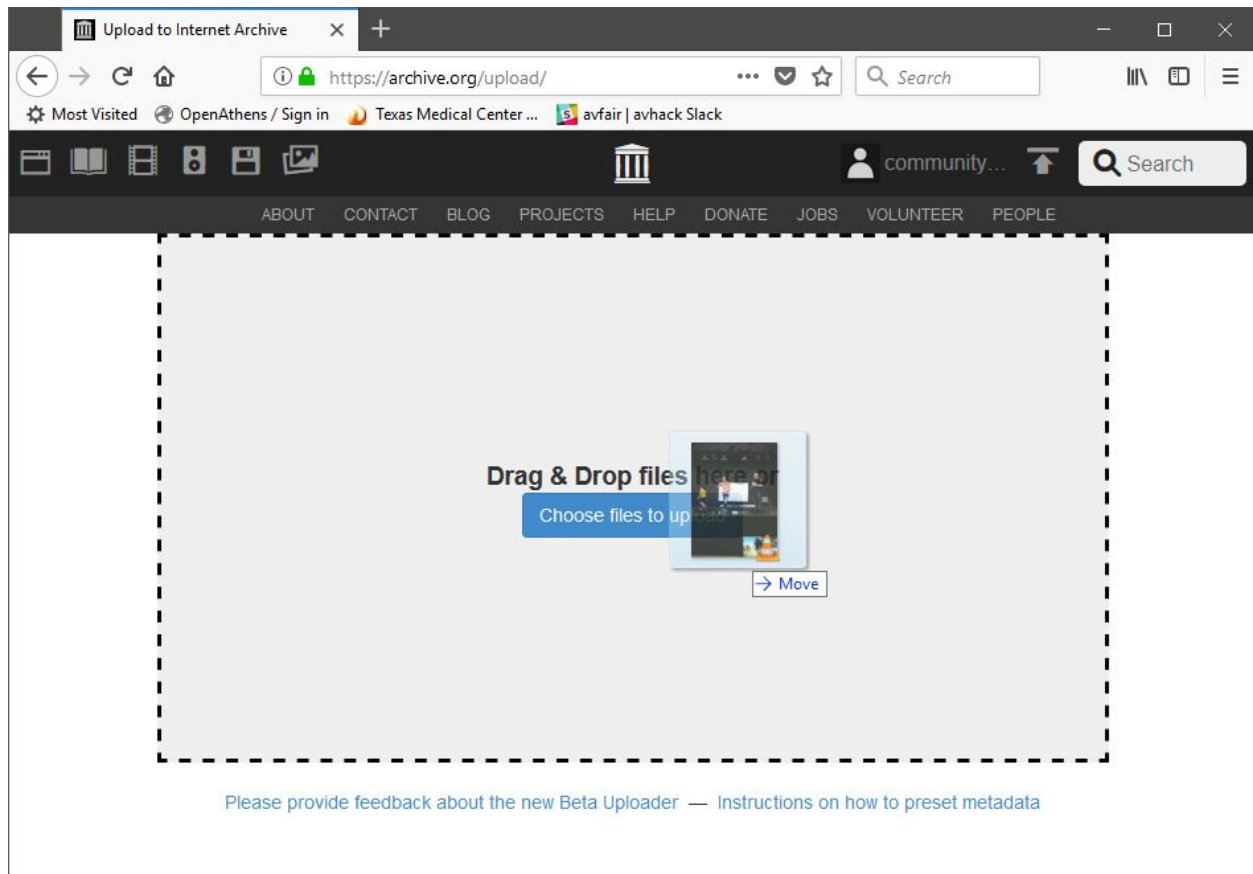 Upload to Internet Archive
https://archive.org/upload/
Search
Most Visited OpenAthens / Sign in Texas Medical Center ... avfair | avhack Slack
community... Search
ABOUT CONTACT BLOG PROJECTS HELP DONATE JOBS VOLUNTEER PEOPLE
Drag & Drop files here or
Choose files to upload
Move
Please provide feedback about the new Beta Uploader — Instructions on how to preset metadata